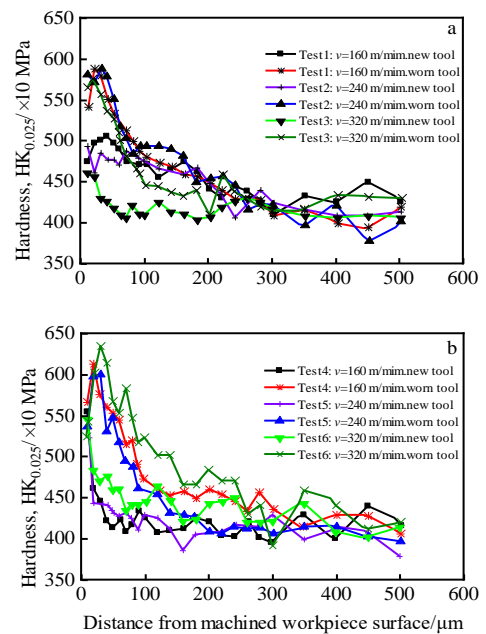 a
650
600
550
500
450
400
350
Hardness, HK0.025/×10 MPa
Test1: v=160 m/mim.new tool
Test1: v=160 m/mim.worn tool
Test2: v=240 m/mim.new tool
Test2: v=240 m/mim.worn tool
Test3: v=320 m/mim.new tool
Test3: v=320 m/mim.worn tool
0 100 200 300 400 500 600
b
650
600
550
500
450
400
350
Hardness, HK0.025/×10 MPa
Test4: v=160 m/mim.new tool
Test4: v=160 m/mim.worn tool
Test5: v=240 m/mim.new tool
Test5: v=240 m/mim.worn tool
Test6: v=320 m/mim.new tool
Test6: v=320 m/mim.worn tool
0 100 200 300 400 500 600
Distance from machined workpiece surface/μm